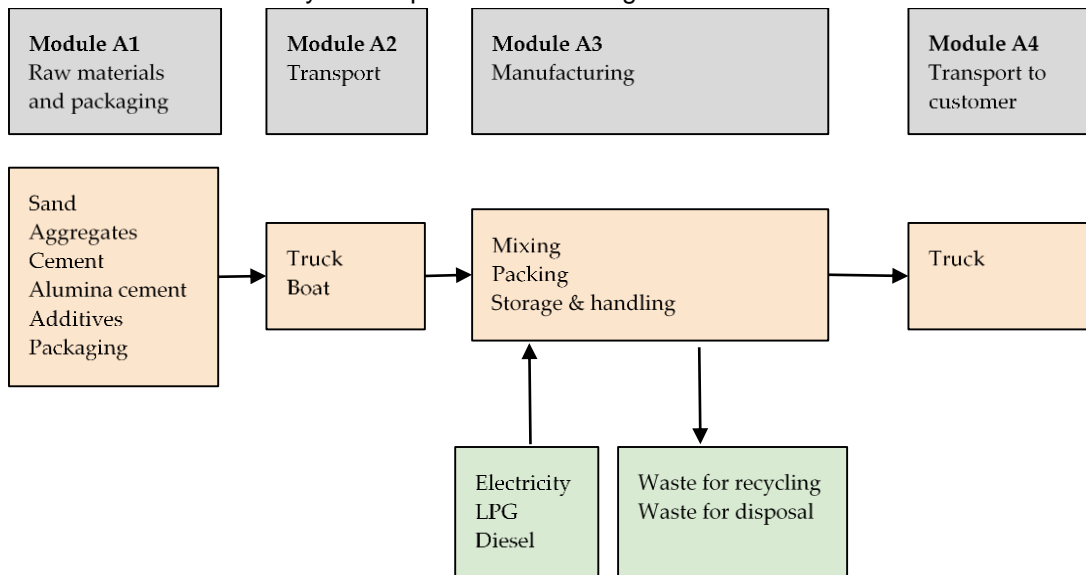 Module A1
Raw materials
and packaging
Module A2
Transport
Module A3
Manufacturing
Module A4
Transport to
customer
Sand
Aggregates
Cement
Alumina cement
Additives
Packaging
Truck
Boat
Mixing
Packing
Storage & handling
Truck
Electricity
LPG
Diesel
Waste for recycling
Waste for disposal